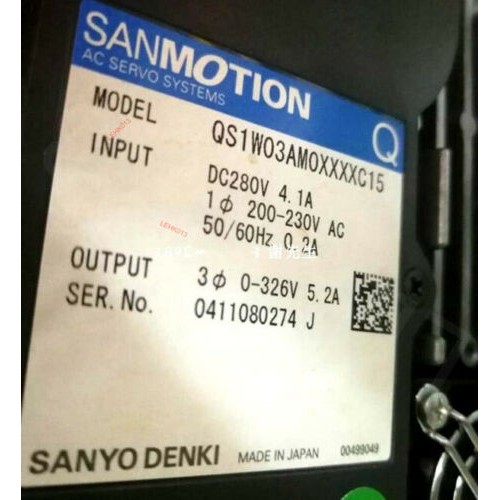 SANMOTION
AC SERVO SYSTEMS
Q
MODEL QS1W03AM0XXXXC15
INPUT DC280V 4.1A
1ϕ 200-230V AC
50/60Hz 0.2A
OUTPUT 3ϕ 0-326V 5.2A
SER.No. 0411080274 J
SANYO DENKI MADE IN JAPAN 00499049